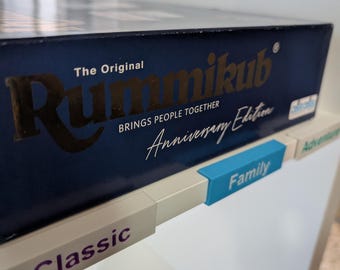 The Original
Rummikub®
BRINGS PEOPLE TOGETHER
Anniversary Edition
Classic
Family